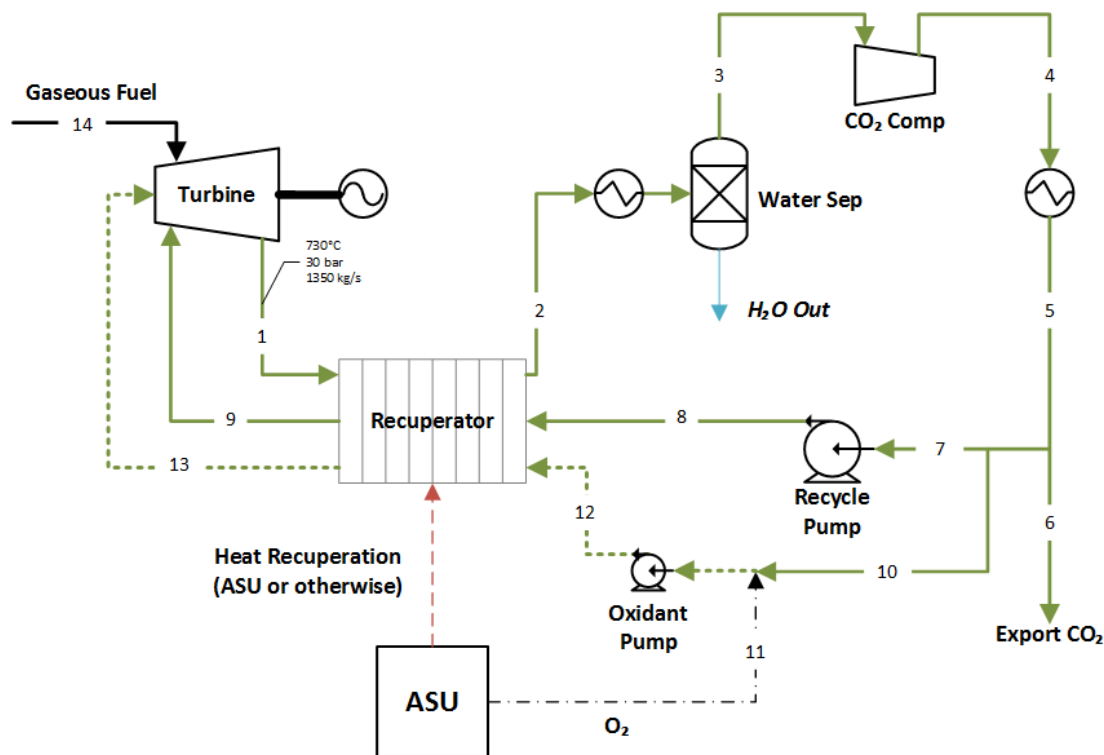 Gaseous Fuel
14
Turbine
730°C
30 bar
1350 kg/s
1
2
3
CO₂ Comp
4
Water Sep
H₂O Out
5
Recuperator
9
8
7
Recycle
Pump
6
13
12
Heat Recuperation
(ASU or otherwise)
10
Oxidant
Pump
Export CO₂
11
ASU
O₂